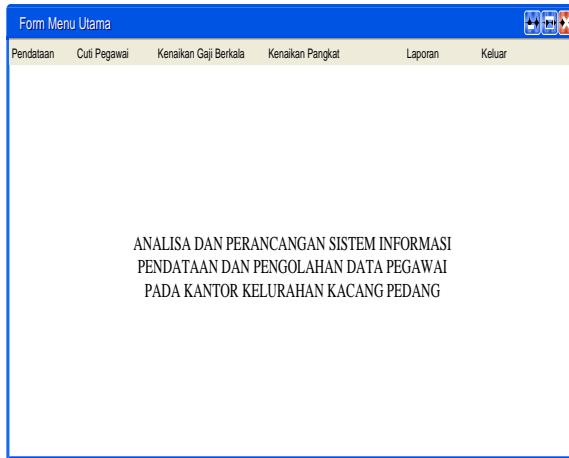 Form Menu Utama
Pendataan Cuti Pegawai Kenaikan Gaji Berkala Kenaikan Pangkat Laporan Keluar
ANALISA DAN PERANCANGAN SISTEM INFORMASI
PENDATAAN DAN PENGOLAHAN DATA PEGAWAI
PADA KANTOR KELURAHAN KACANG PEDANG